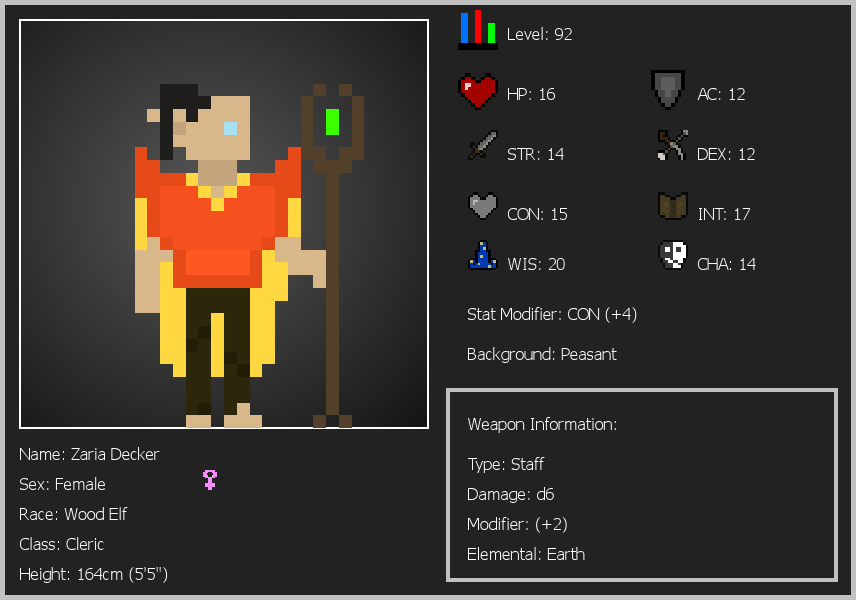 Level: 92
HP: 16
AC: 12
STR: 14
DEX: 12
CON: 15
INT: 17
WIS: 20
CHA: 14
Stat Modifier: CON (+4)
Background: Peasant
Weapon Information:
Type: Staff
Damage: d6
Modifier: (+2)
Elemental: Earth
Name: Zaria Decker
Sex: Female
Race: Wood Elf
Class: Cleric
Height: 164cm (5'5")